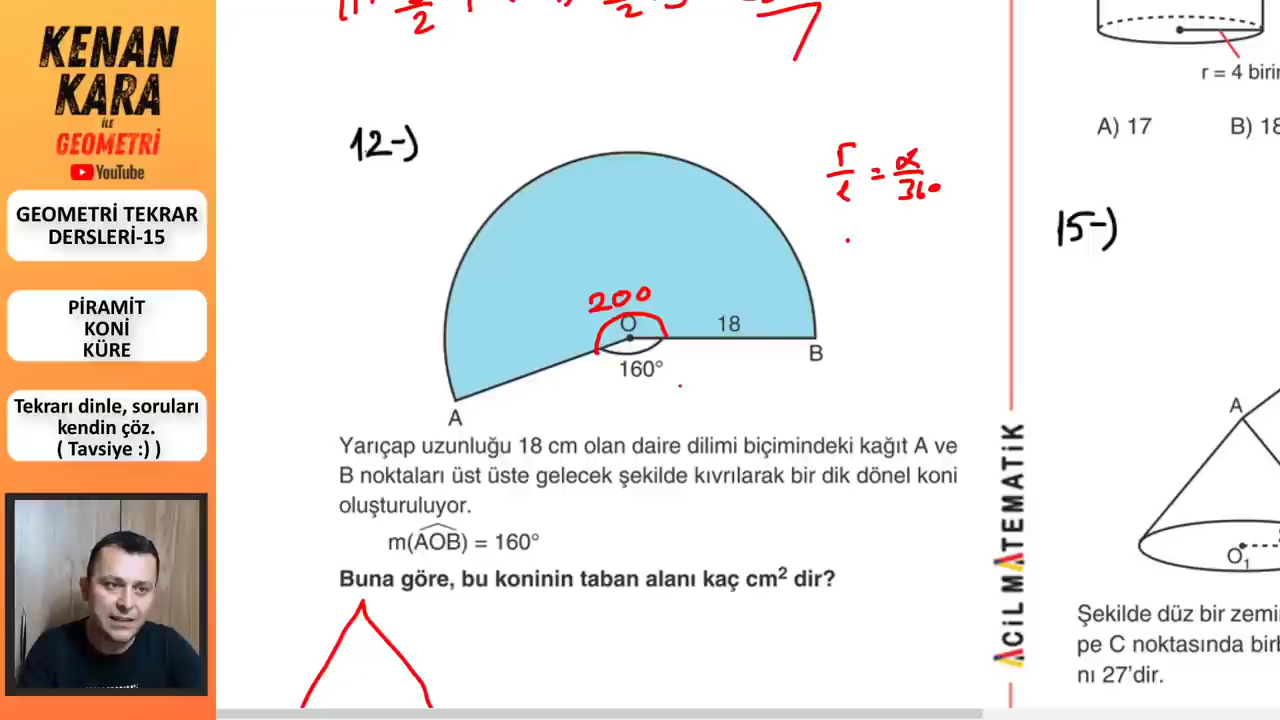 KENAN
KARA
İLE
GEOMETRİ
YouTube
GEOMETRİ TEKRAR
DERSLERİ-15
PİRAMİT
KONİ
KÜRE
Tekrarı dinle, soruları
kendin çöz.
( Tavsiye :) )
12-)
r/l = α/360
200
O
18
B
160°
A
Yarıçap uzunluğu 18 cm olan daire dilimi biçimindeki kağıt A ve
B noktaları üst üste gelecek şekilde kıvrılarak bir dik dönel koni
oluşturuluyor.
m(AOB) = 160°
Buna göre, bu koninin taban alanı kaç cm² dir?
ACİL MATEMATİK
r = 4 birin
A) 17 B) 18
15-)
A
O₁
Şekilde düz bir zemin
pe C noktasında birb
nı 27'dir.